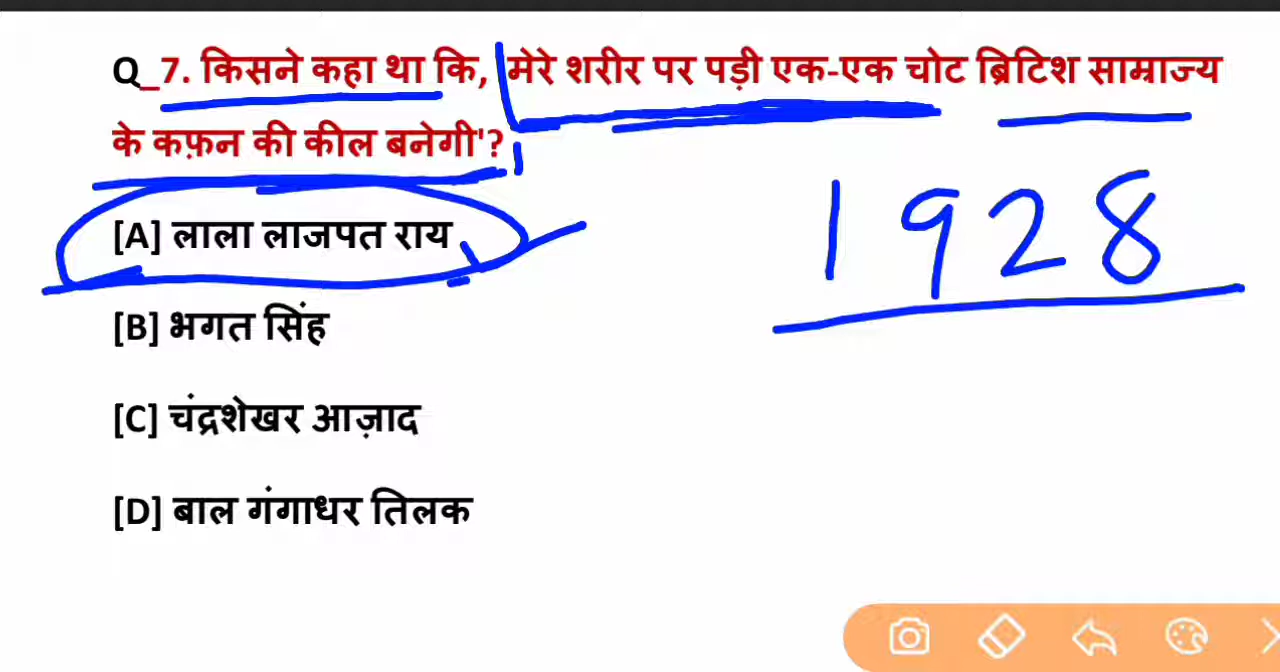 Q_7. किसने कहा था कि, 'मेरे शरीर पर पड़ी एक-एक चोट ब्रिटिश साम्राज्य
के कफ़न की कील बनेगी'?
[A] लाला लाजपत राय
1928
[B] भगत सिंह
[C] चंद्रशेखर आज़ाद
[D] बाल गंगाधर तिलक